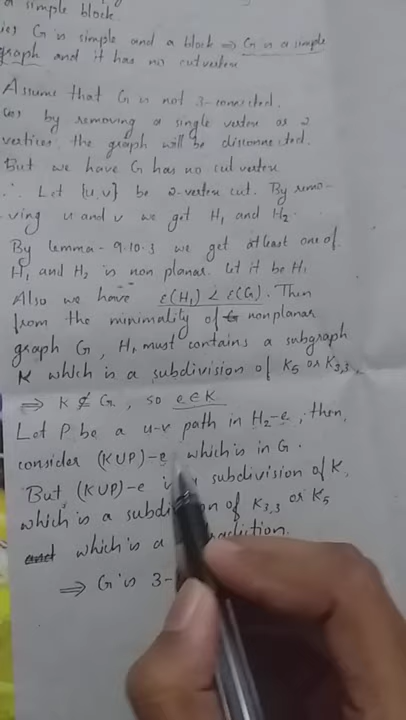 a simple block.
ies G is simple and a block ⇒ G is a simple
graph and it has no cutvertex
Assume that G is not 3-connected.
ies by removing a single vertex or 2
vertices, the graph will be disconnected.
But we have G has no cut vertex
∴ Let {u,v} be 2-vertex cut. By remo-
-ving u and v we get H₁ and H₂.
By lemma-9.10.3 we get atleast one of
H₁ and H₂ is non planar. Let it be H₁
Also we have ε(H₁) < ε(G). Then
from the minimality of nonplanar
graph G, H₁ must contains a subgraph
K which is a subdivision of K₅ or K₃,₃.
⇒ K ⊄ G, so e ∈ K
Let P be a u-v path in H₂-e, then
consider (K∪P)-e which is in G.
But (K∪P)-e subdivision of K,
which is a of K₃,₃ or K₅
which is a
⇒ G is 3-